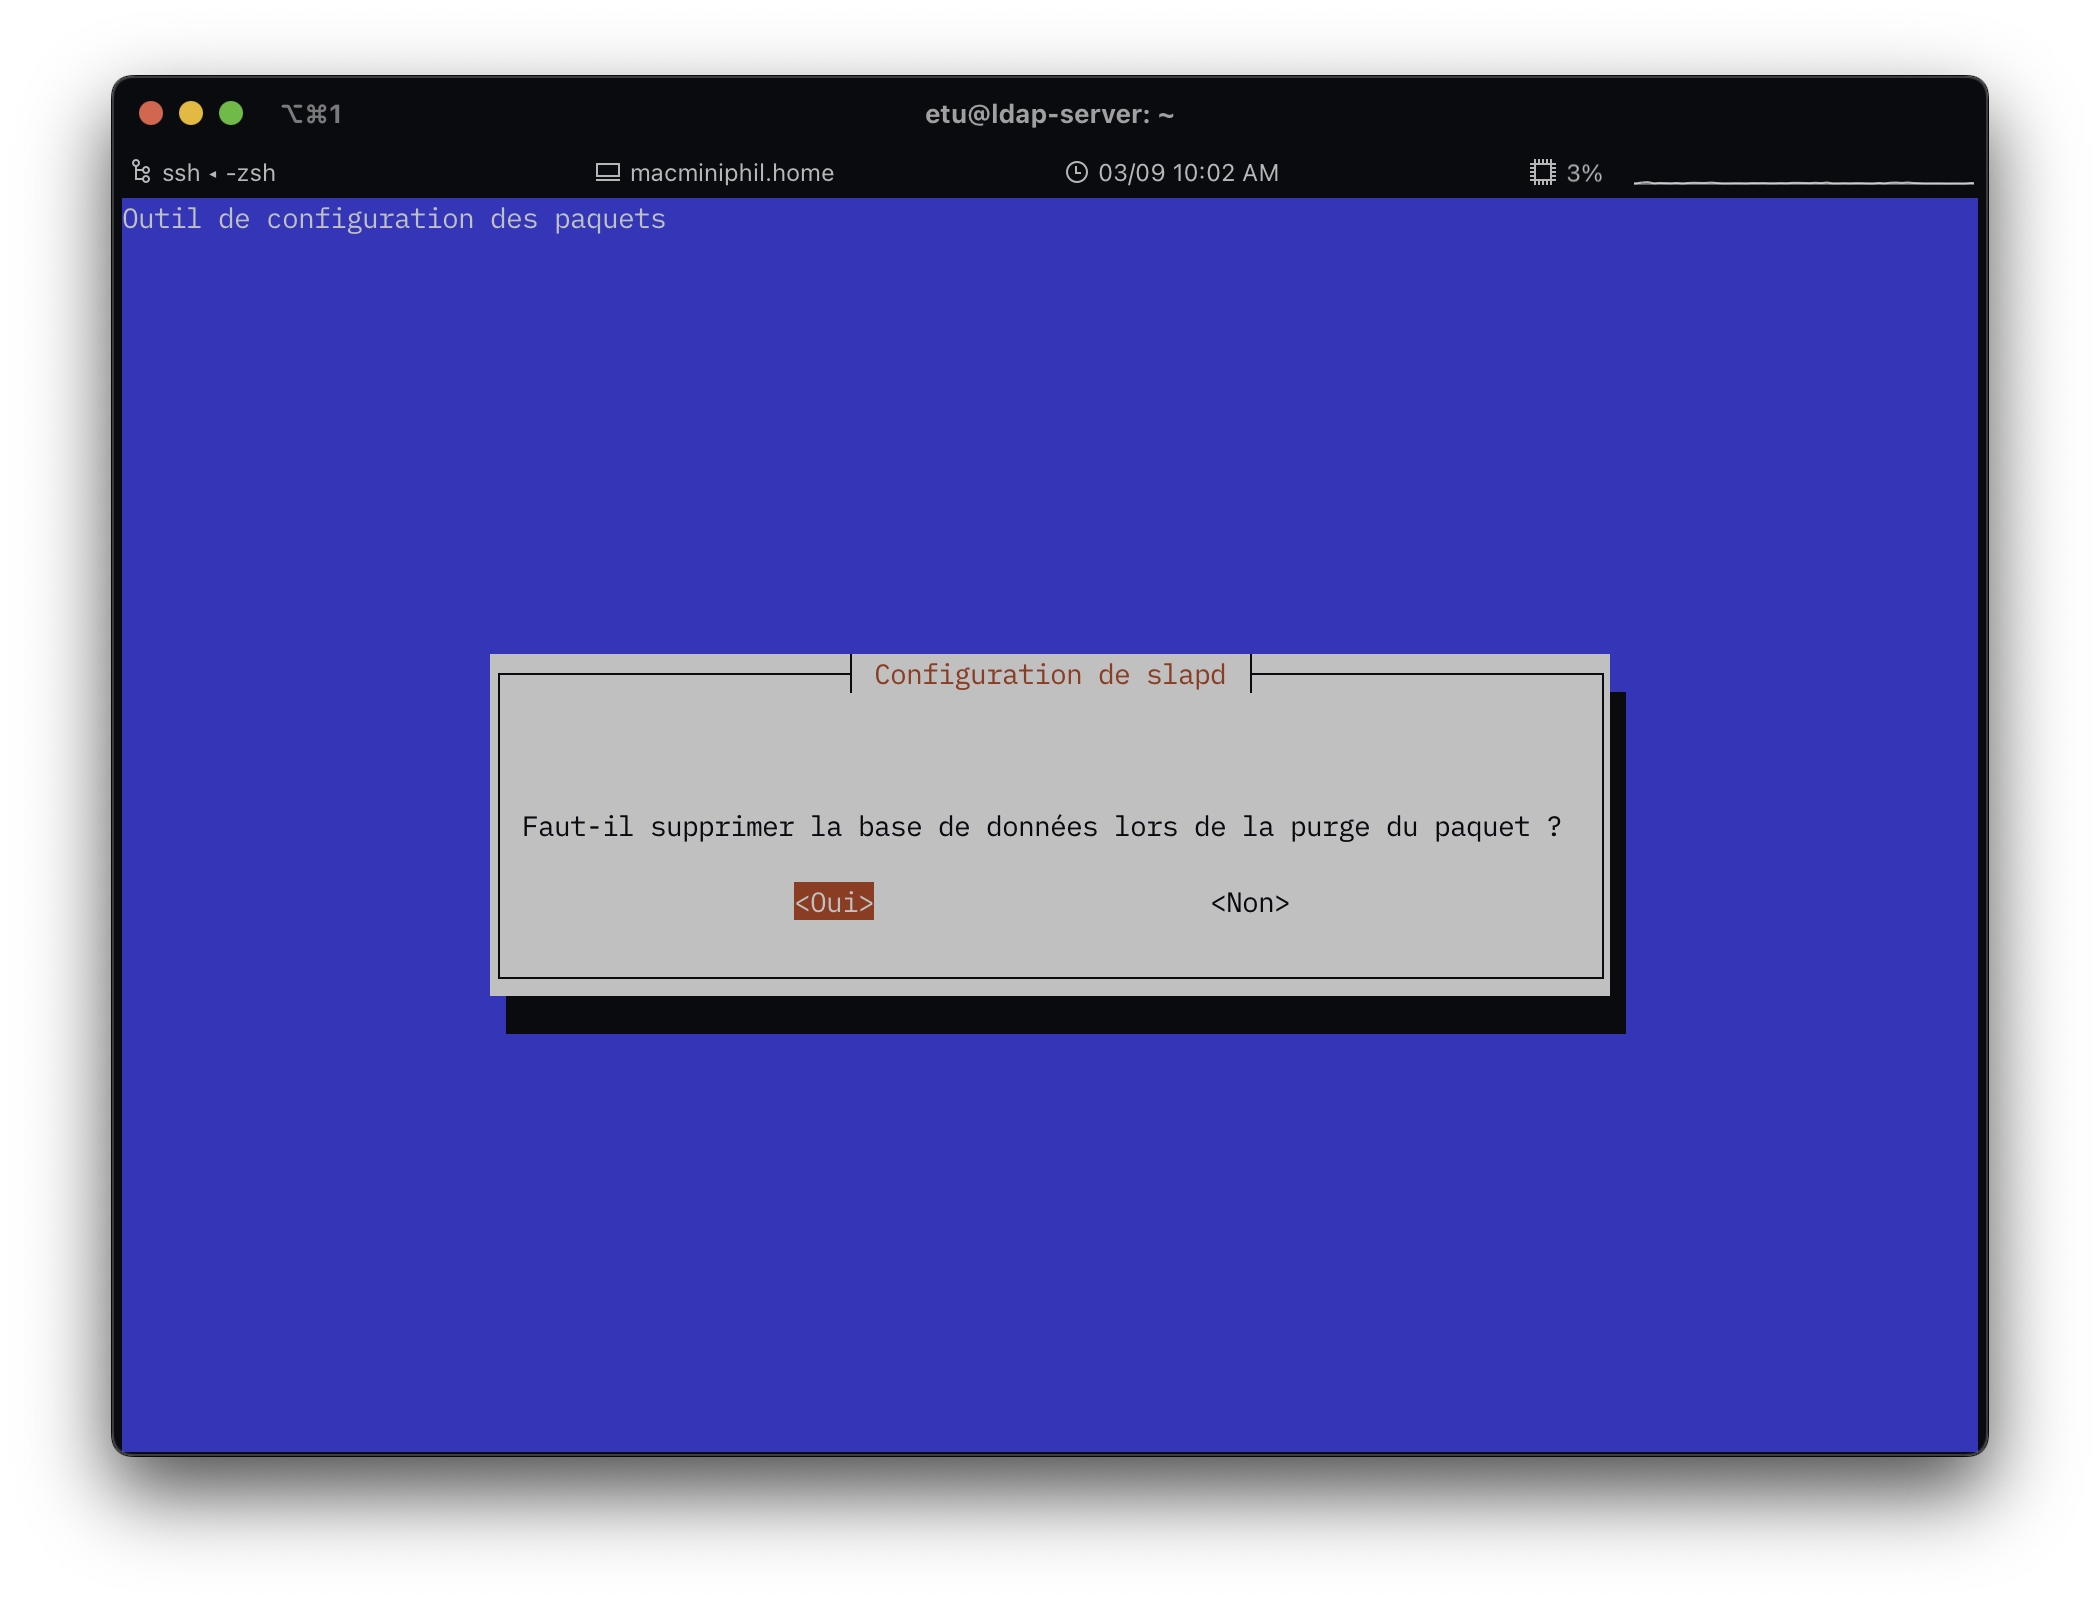 ⌥⌘1
etu@ldap-server: ~
ssh ◂ -zsh
macminiphil.home
03/09 10:02 AM
3%
Outil de configuration des paquets
Configuration de slapd
Faut-il supprimer la base de données lors de la purge du paquet ?
<Oui>
<Non>